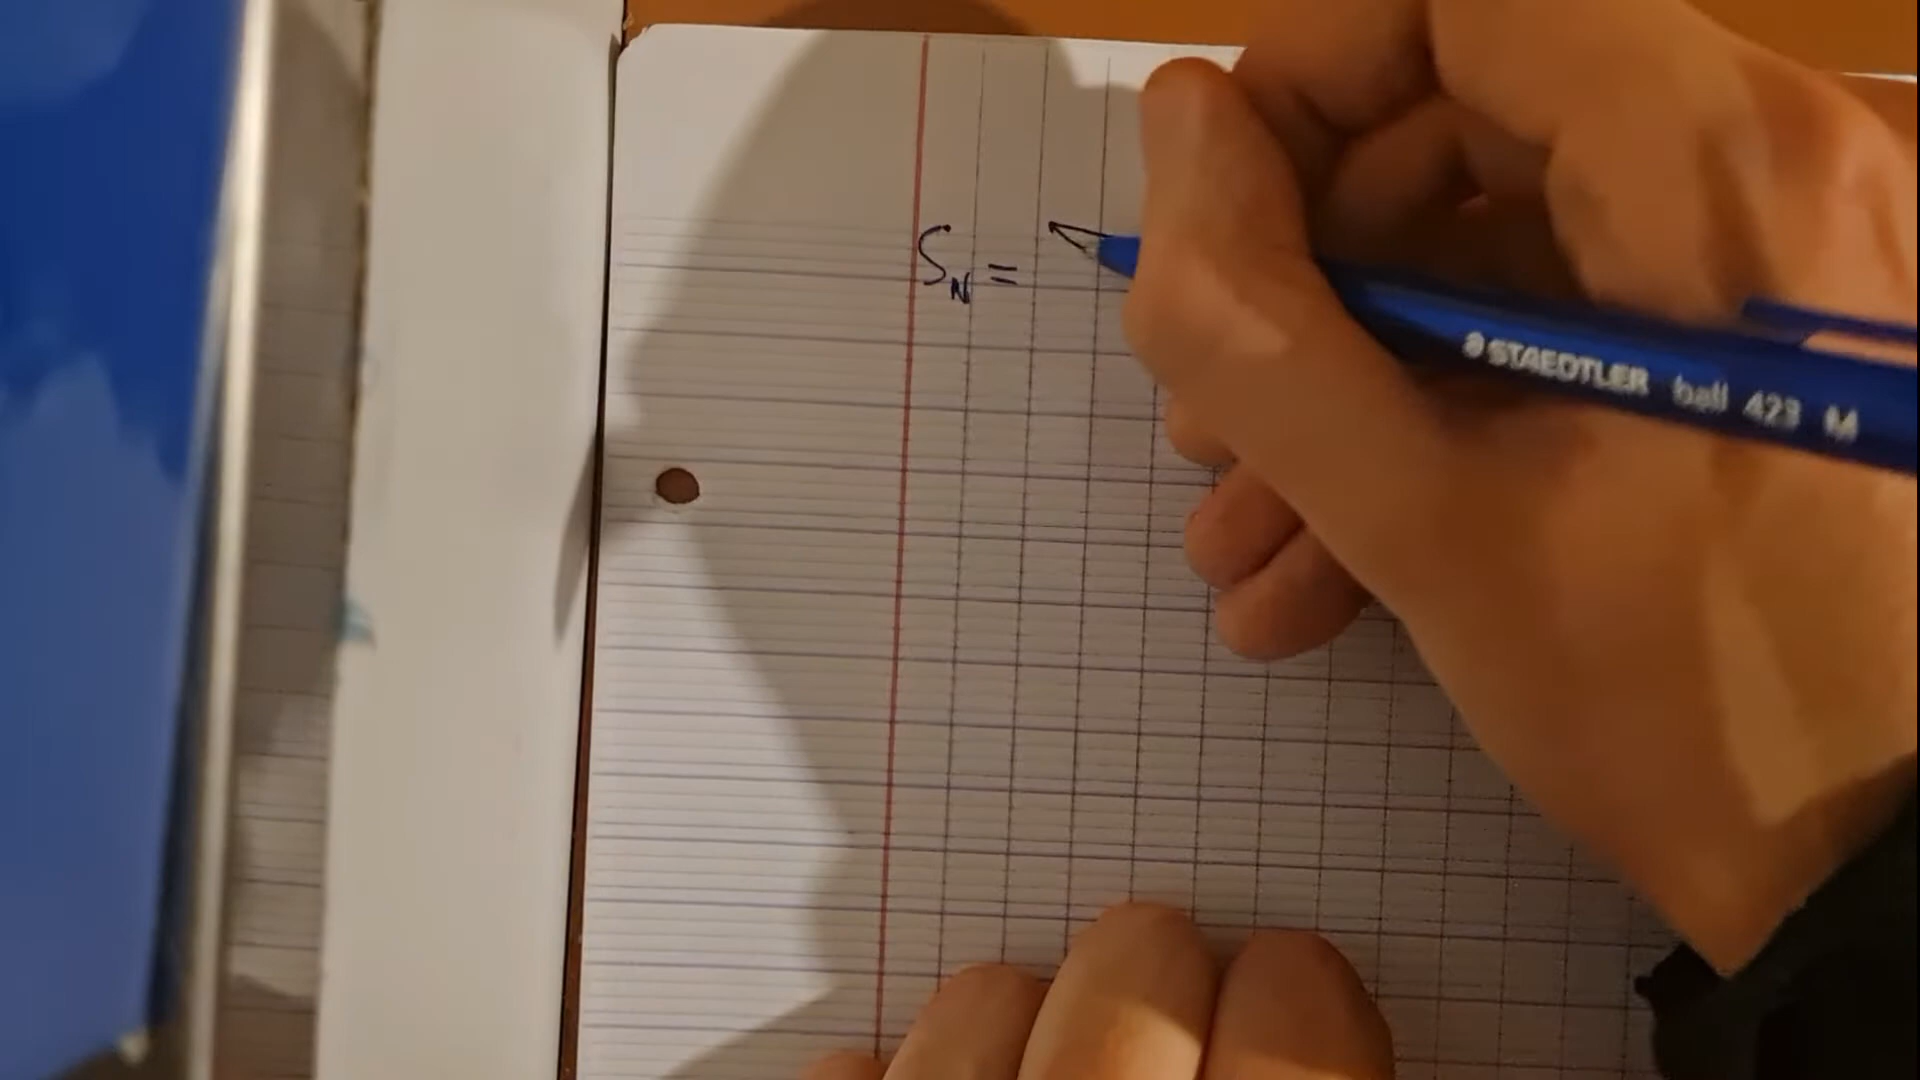 S_N =
STAEDTLER ball 423 M